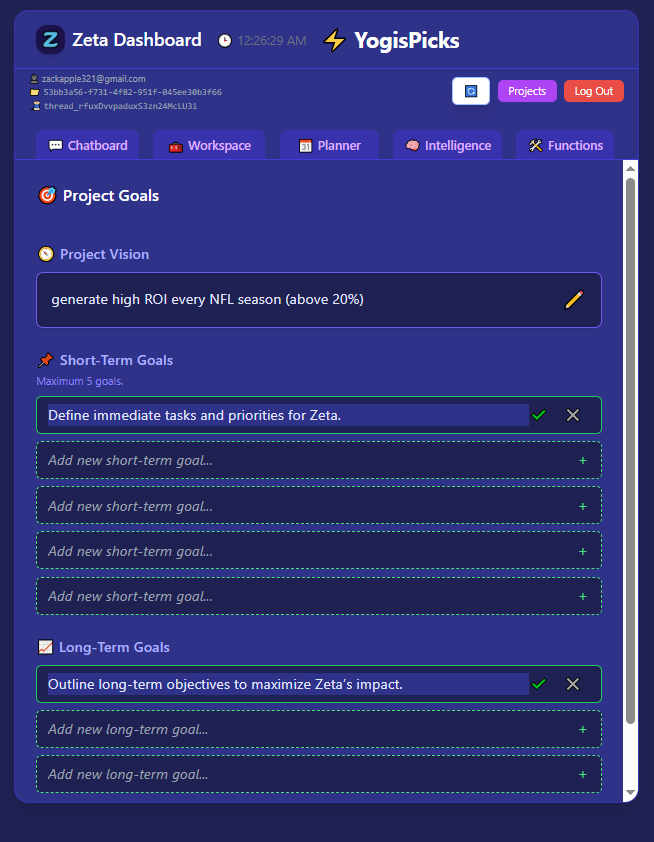 Zeta Dashboard 12:26:29 AM YogisPicks
zackapple321@gmail.com
53bb3a56-f731-4f82-951f-045ee30b3f66
thread_rfuxDvvpaduxS3zn24McLU3i
Projects
Log Out
Chatboard
Workspace
Planner
Intelligence
Functions
Project Goals
Project Vision
generate high ROI every NFL season (above 20%)
Short-Term Goals
Maximum 5 goals.
Define immediate tasks and priorities for Zeta.
Add new short-term goal... +
Add new short-term goal... +
Add new short-term goal... +
Add new short-term goal... +
Long-Term Goals
Outline long-term objectives to maximize Zeta’s impact.
Add new long-term goal... +
Add new long-term goal... +